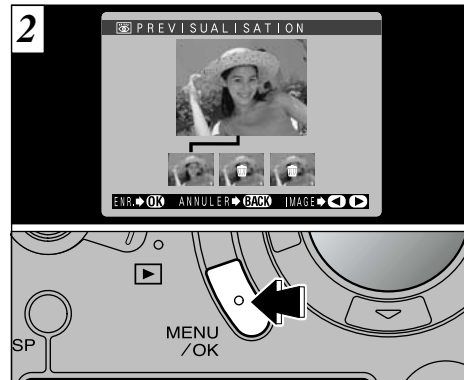 2
PREVISUALISATION
ENR.➡OK ANNULER➡BACK IMAGE➡◀▶
SP
MENU
/OK